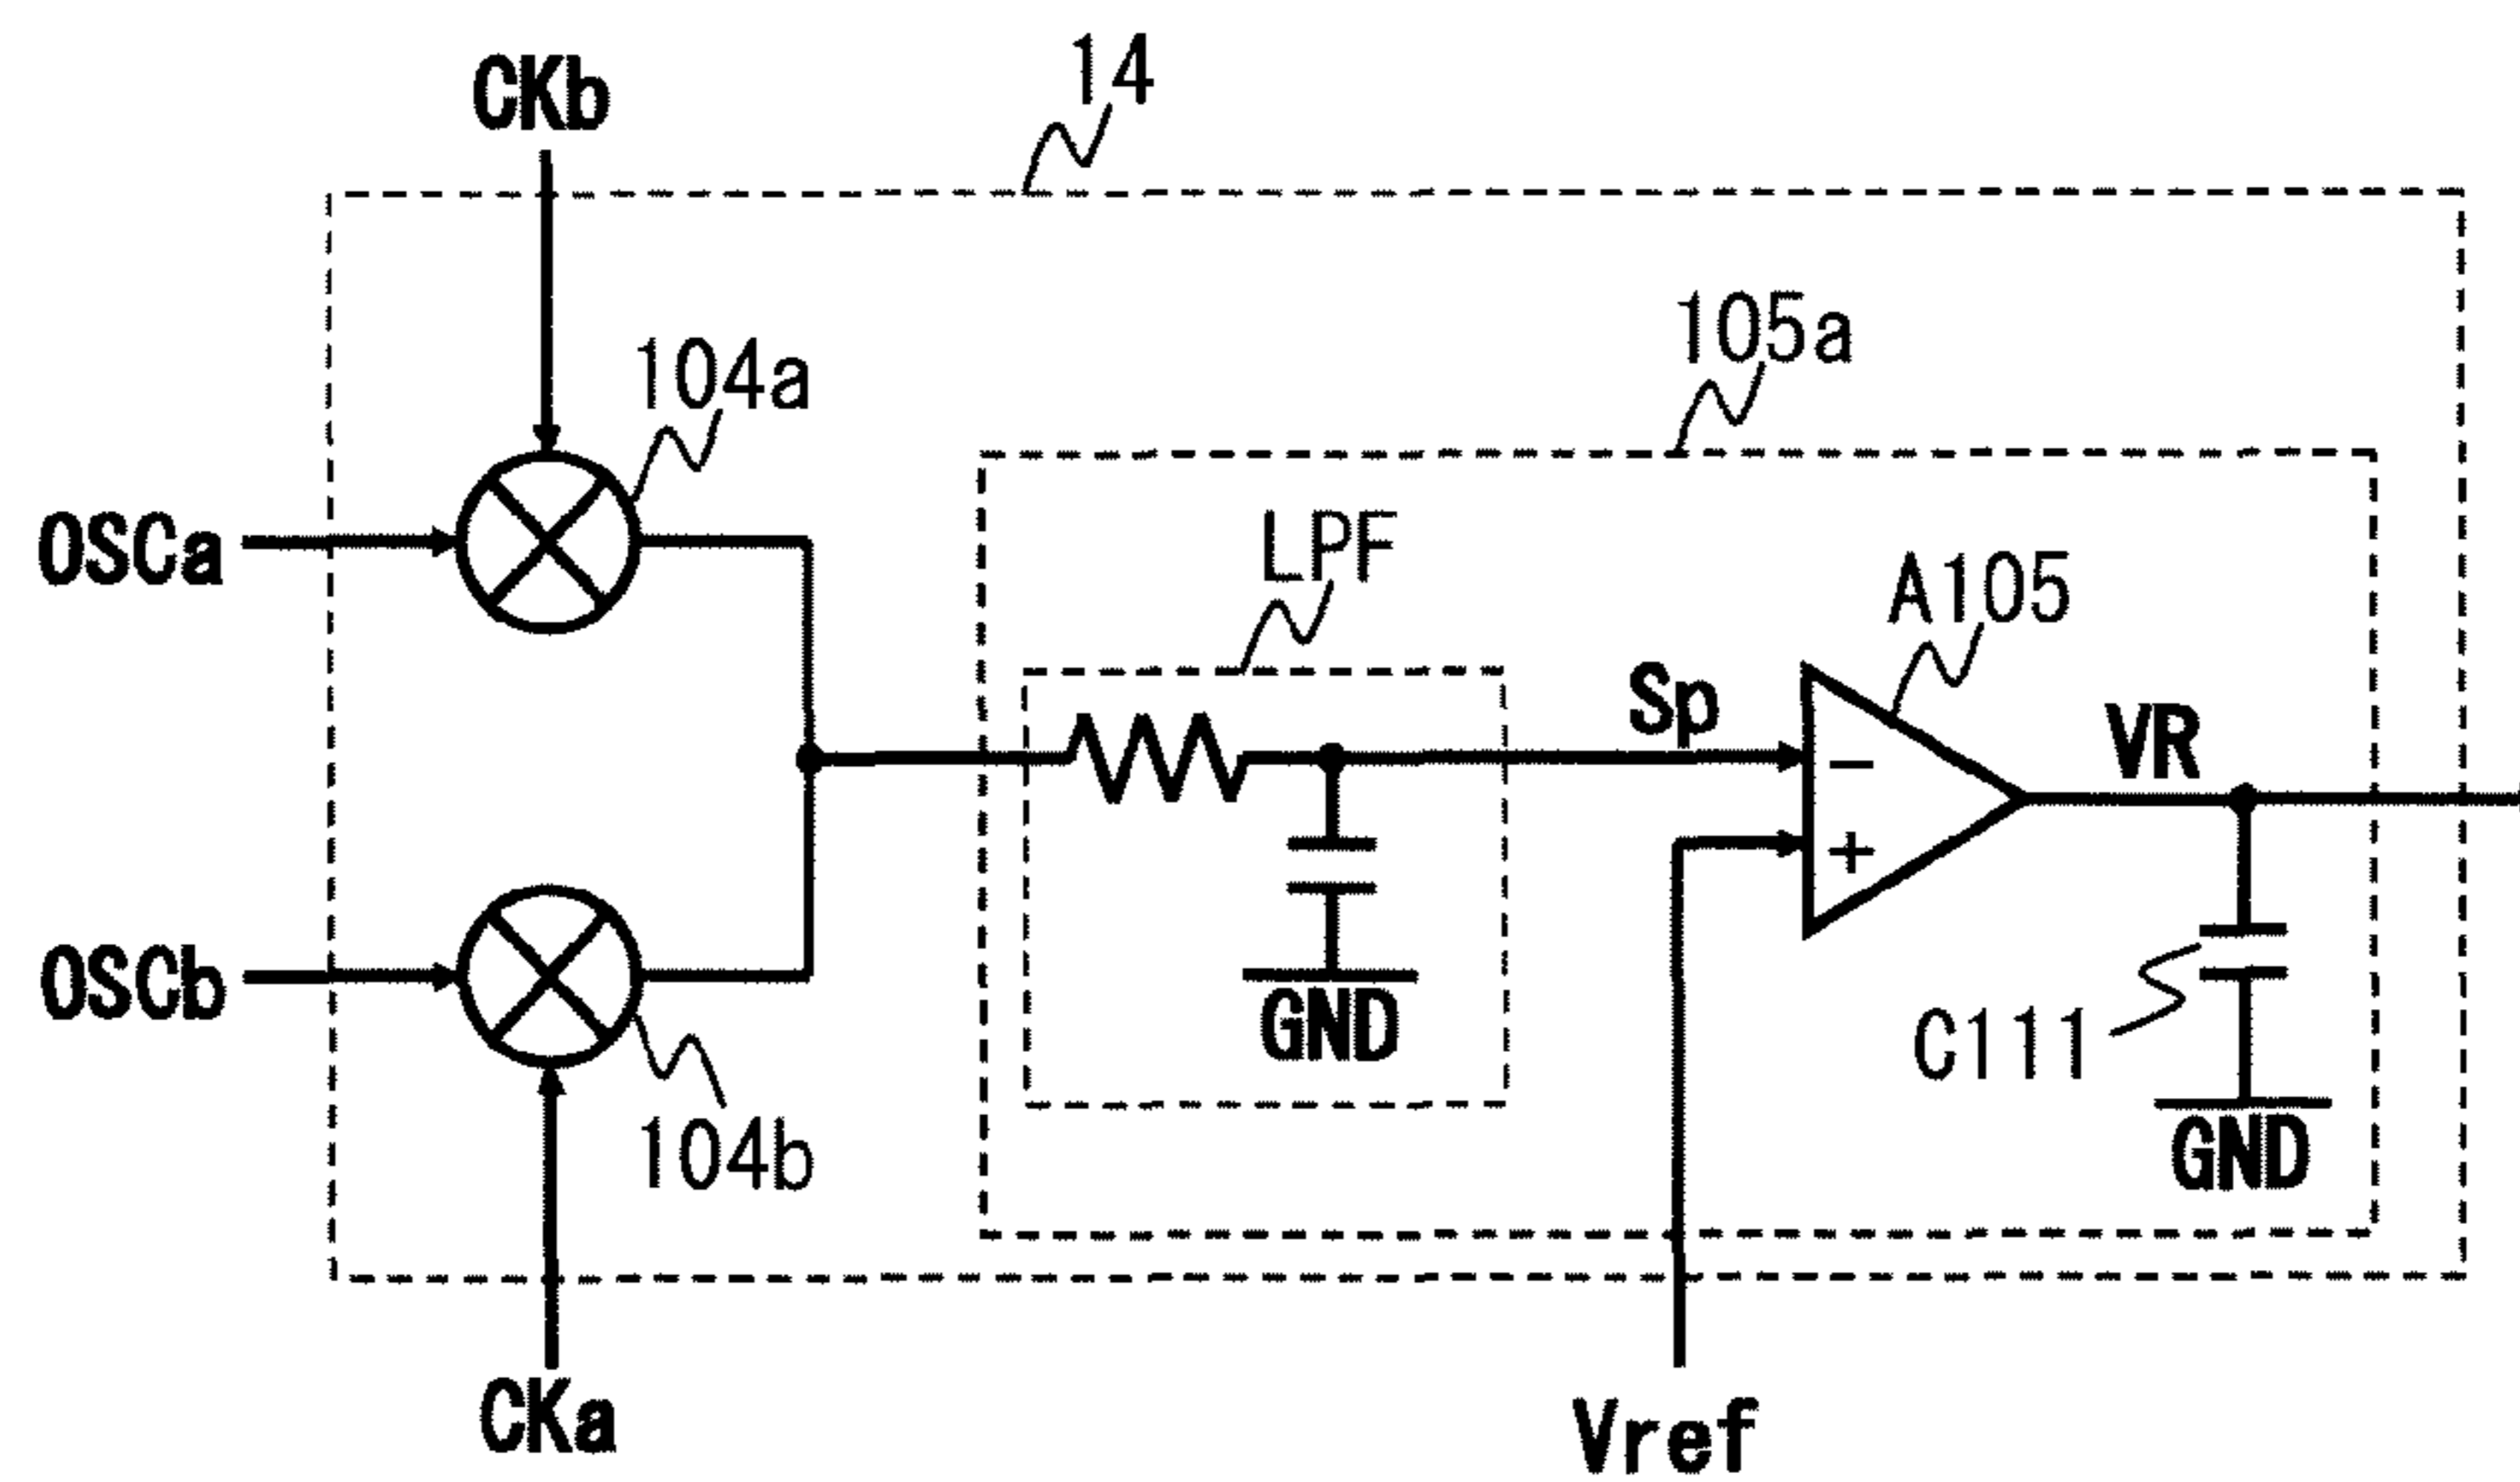 14
CKb
105a
104a
LPF
OSCa
A105
Sp
VR
−
+
OSCb
GND
C111
104b
GND
CKa
Vref